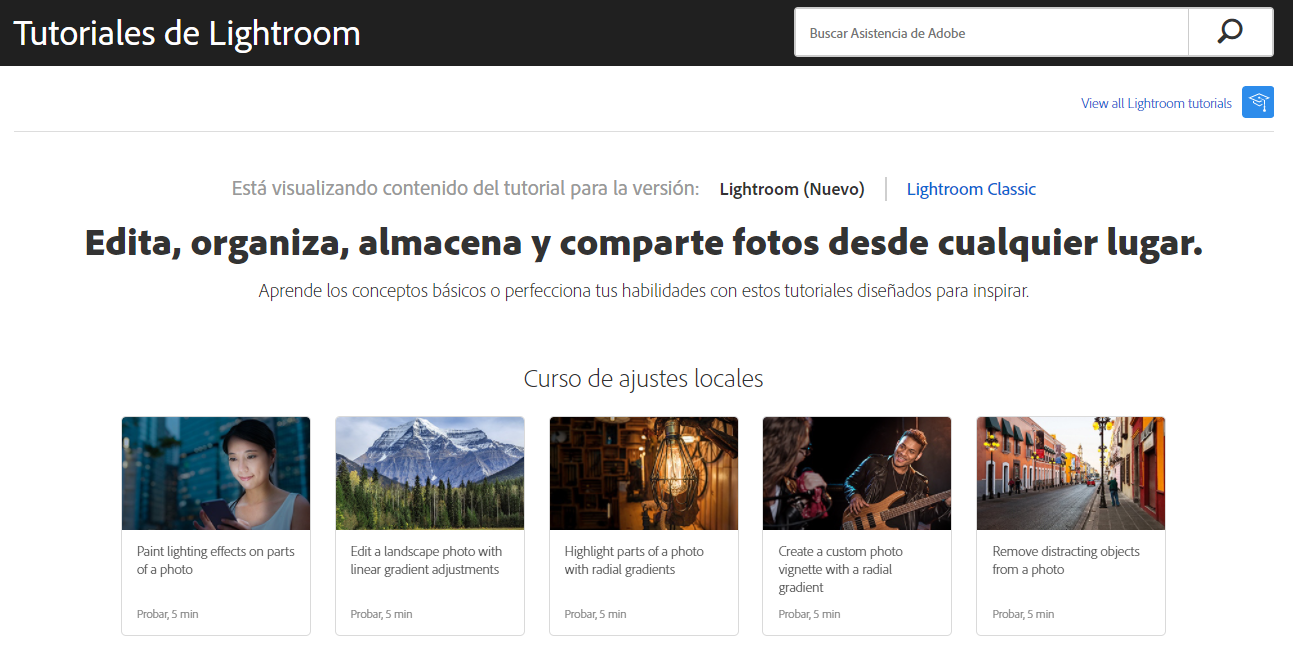 Tutoriales de Lightroom
Buscar Asistencia de Adobe
View all Lightroom tutorials
Está visualizando contenido del tutorial para la versión: Lightroom (Nuevo) Lightroom Classic
Edita, organiza, almacena y comparte fotos desde cualquier lugar.
Aprende los conceptos básicos o perfecciona tus habilidades con estos tutoriales diseñados para inspirar.
Curso de ajustes locales
Paint lighting effects on parts
of a photo
Probar, 5 min
Edit a landscape photo with
linear gradient adjustments
Probar, 5 min
Highlight parts of a photo
with radial gradients
Probar, 5 min
Create a custom photo
vignette with a radial
gradient
Probar, 5 min
Remove distracting objects
from a photo
Probar, 5 min